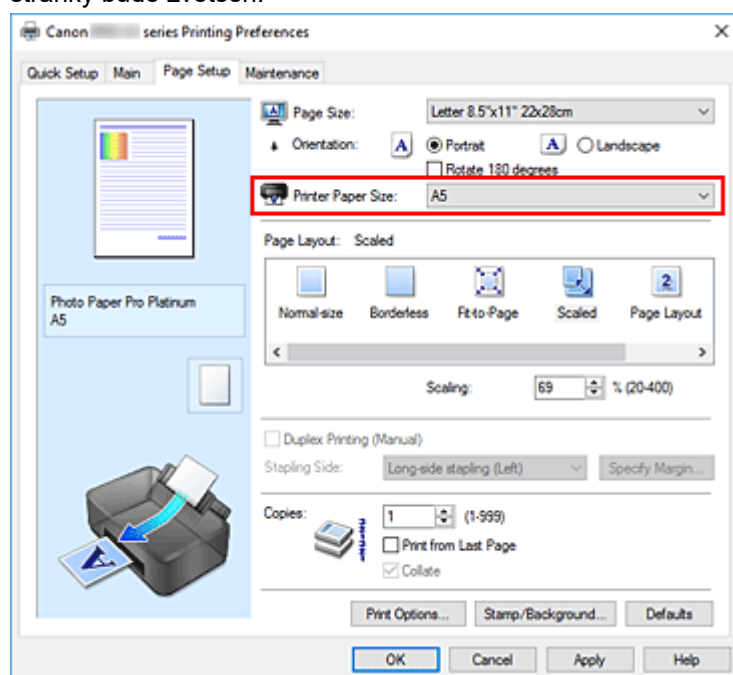 stránky bude zvětšen.
Canon series Printing Preferences
Quick Setup Main Page Setup Maintenance
Page Size: Letter 8.5"x11" 22x28cm
Orientation: A Portrait A Landscape
Rotate 180 degrees
Printer Paper Size: A5
Page Layout: Scaled
2
Normal-size Borderless Fit-to-Page Scaled Page Layout
Photo Paper Pro Platinum
A5
Scaling: 69 % (20-400)
Duplex Printing (Manual)
Stapling Side: Long-side stapling (Left) Specify Margin...
Copies: 1 (1-999)
Print from Last Page
Collate
A
Print Options... Stamp/Background... Defaults
OK Cancel Apply Help